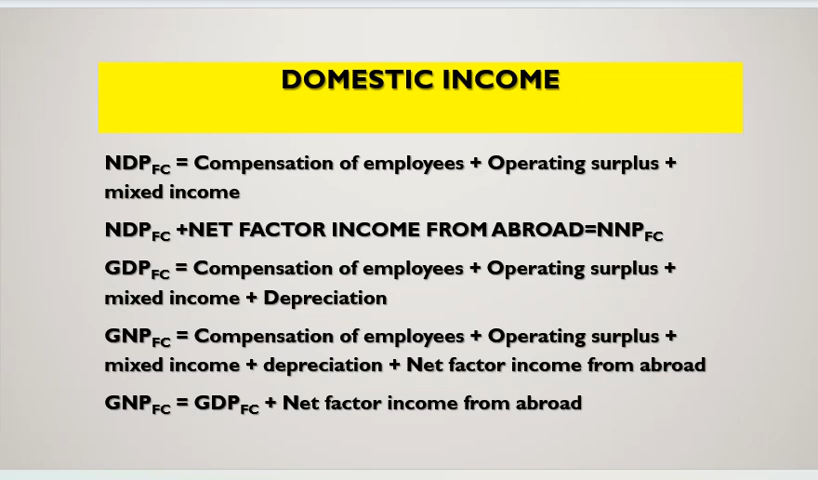 DOMESTIC INCOME
NDPFC = Compensation of employees + Operating surplus +
mixed income
NDPFC +NET FACTOR INCOME FROM ABROAD=NNPFC
GDPFC = Compensation of employees + Operating surplus +
mixed income + Depreciation
GNPFC = Compensation of employees + Operating surplus +
mixed income + depreciation + Net factor income from abroad
GNPFC = GDPFC + Net factor income from abroad